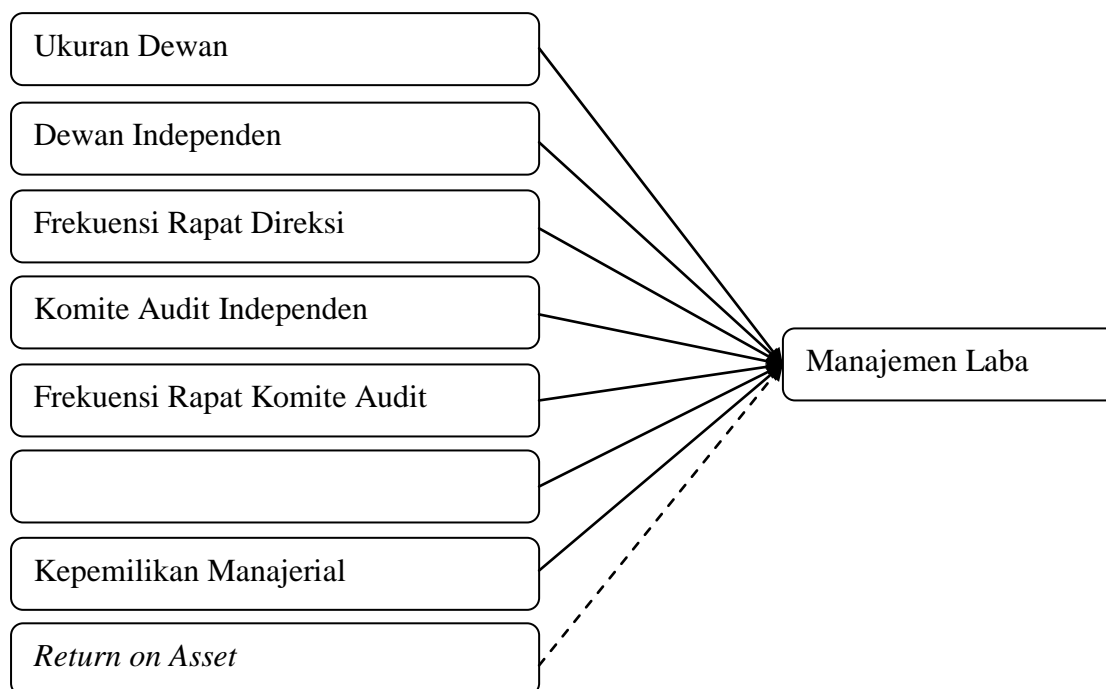 Ukuran Dewan
Dewan Independen
Frekuensi Rapat Direksi
Komite Audit Independen
Manajemen Laba
Frekuensi Rapat Komite Audit
Kepemilikan Manajerial
Return on Asset